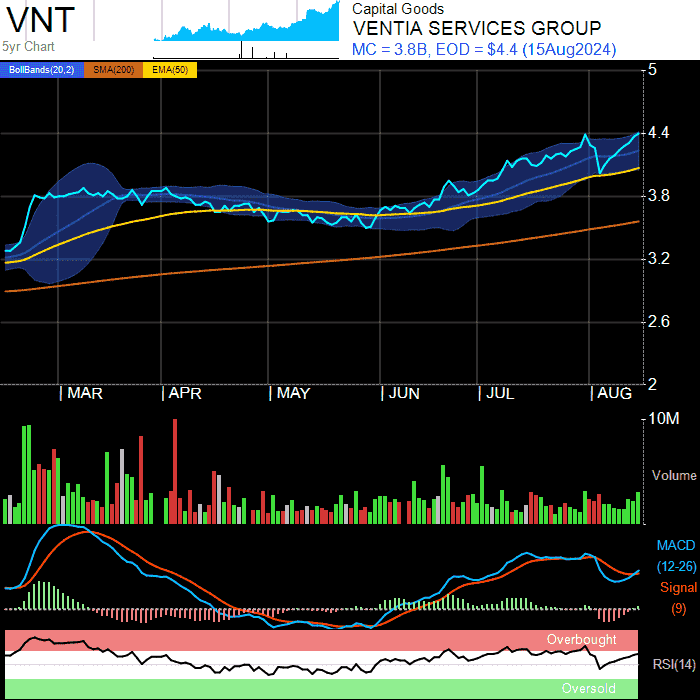 VNT
5yr Chart
Capital Goods
VENTIA SERVICES GROUP
MC = 3.8B, EOD = $4.4 (15Aug2024)
BollBands(20,2) SMA(200) EMA(50)
5
4.4
3.8
3.2
2.6
2
MAR APR MAY JUN JUL AUG
10M
Volume
MACD
(12-26)
Signal
(9)
Overbought
RSI(14)
Oversold